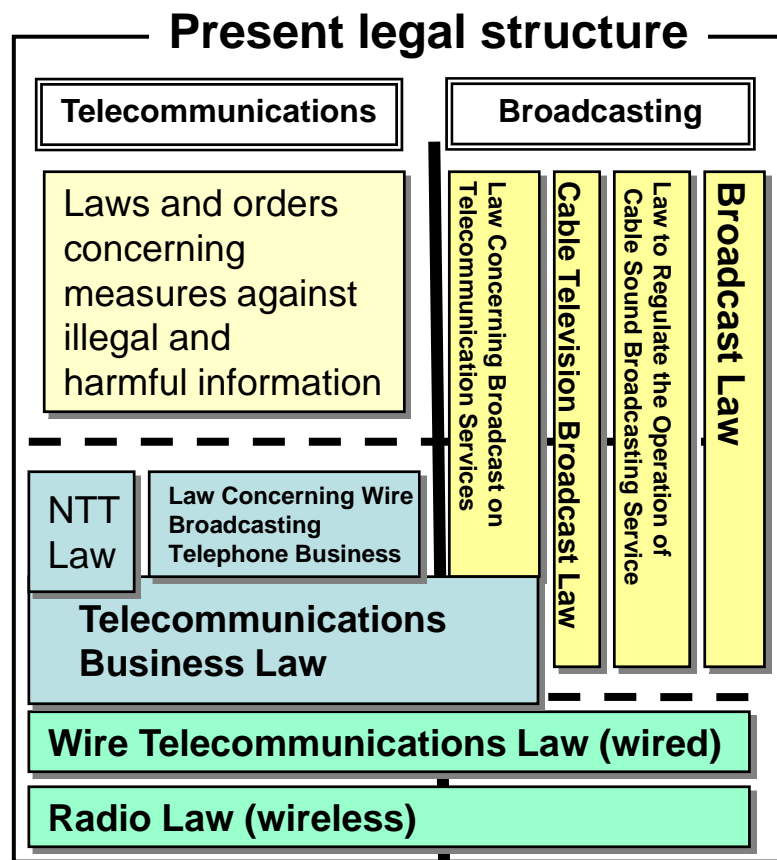 Present legal structure
Telecommunications
Broadcasting
Laws and orders
concerning
measures against
illegal and
harmful information
Law Concerning Broadcast on
Telecommunication Services
Cable Television Broadcast Law
Law to Regulate the Operation of
Cable Sound Broadcasting Service
Broadcast Law
NTT
Law
Law Concerning Wire
Broadcasting
Telephone Business
Telecommunications
Business Law
Wire Telecommunications Law (wired)
Radio Law (wireless)